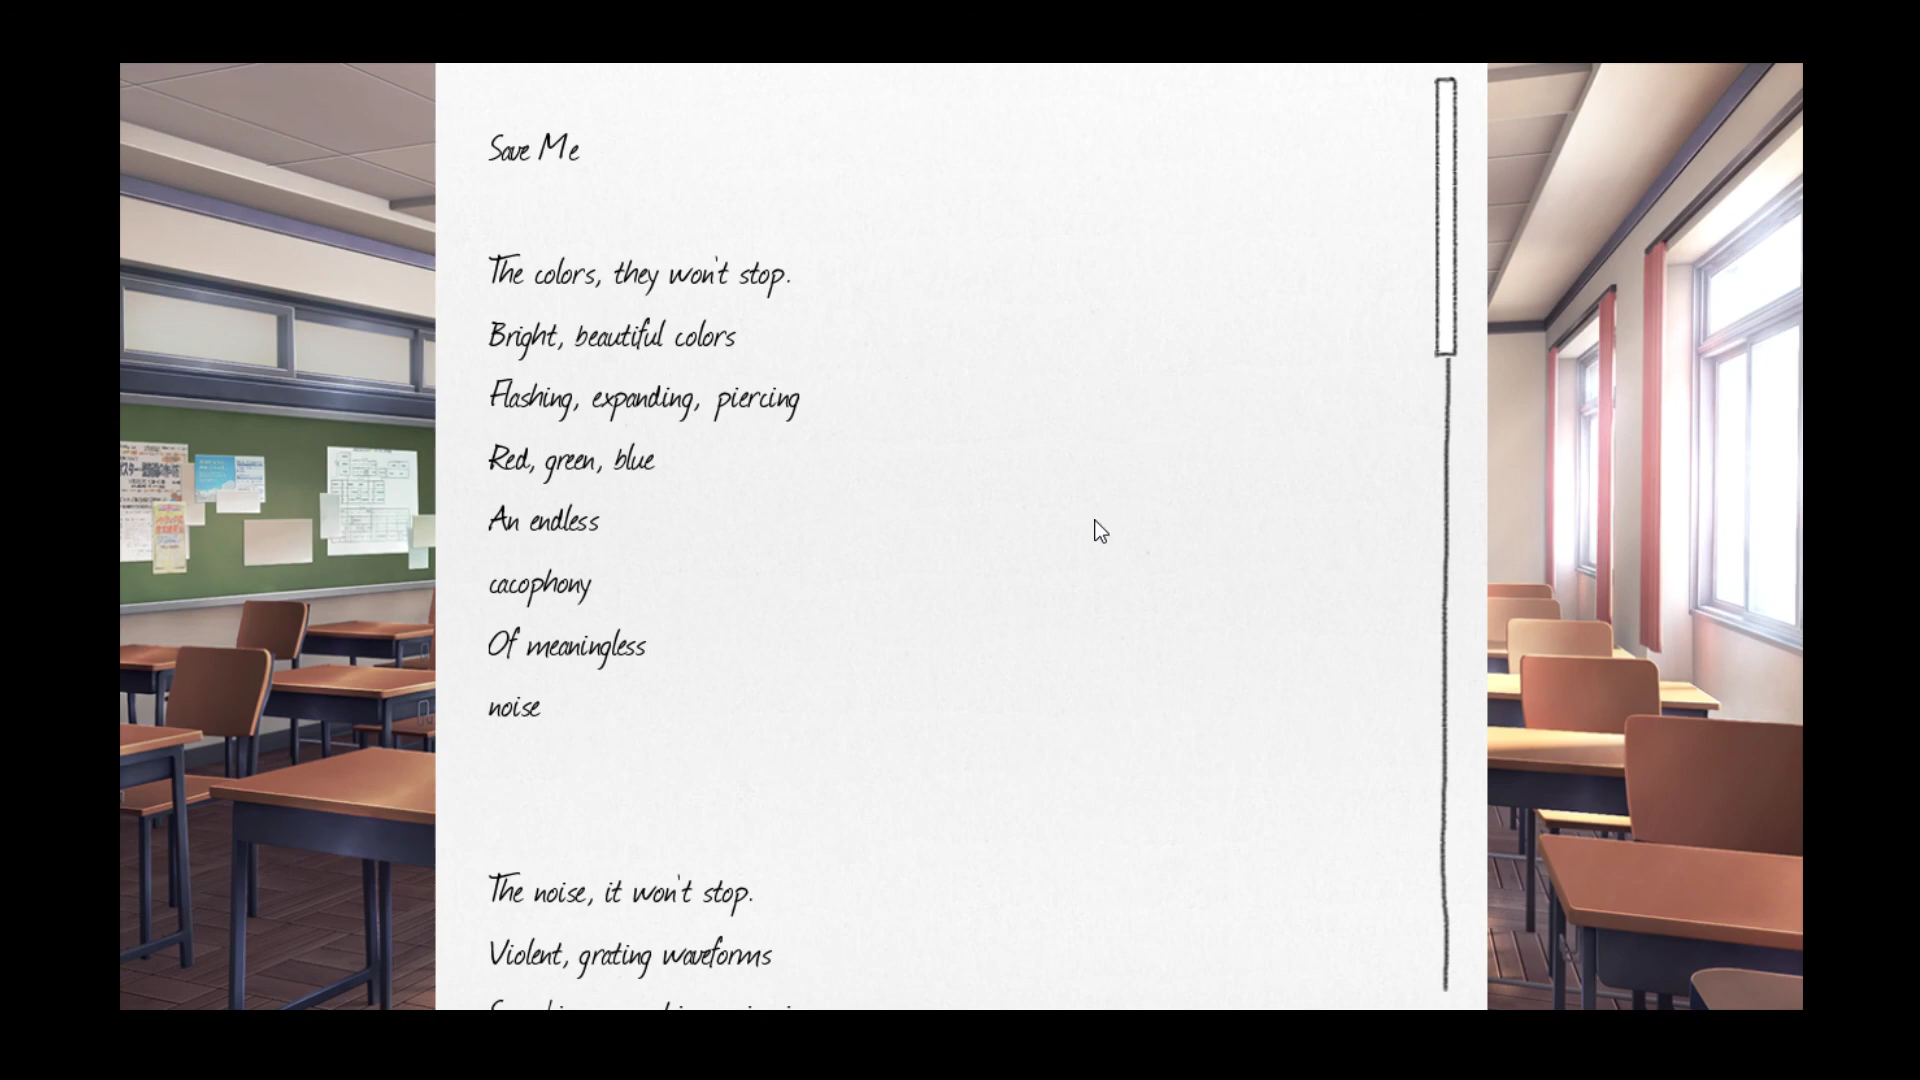 Save Me
The colors, they won't stop.
Bright, beautiful colors
Flashing, expanding, piercing
Red, green, blue
An endless
cacophony
Of meaningless
noise
The noise, it won't stop.
Violent, grating waveforms